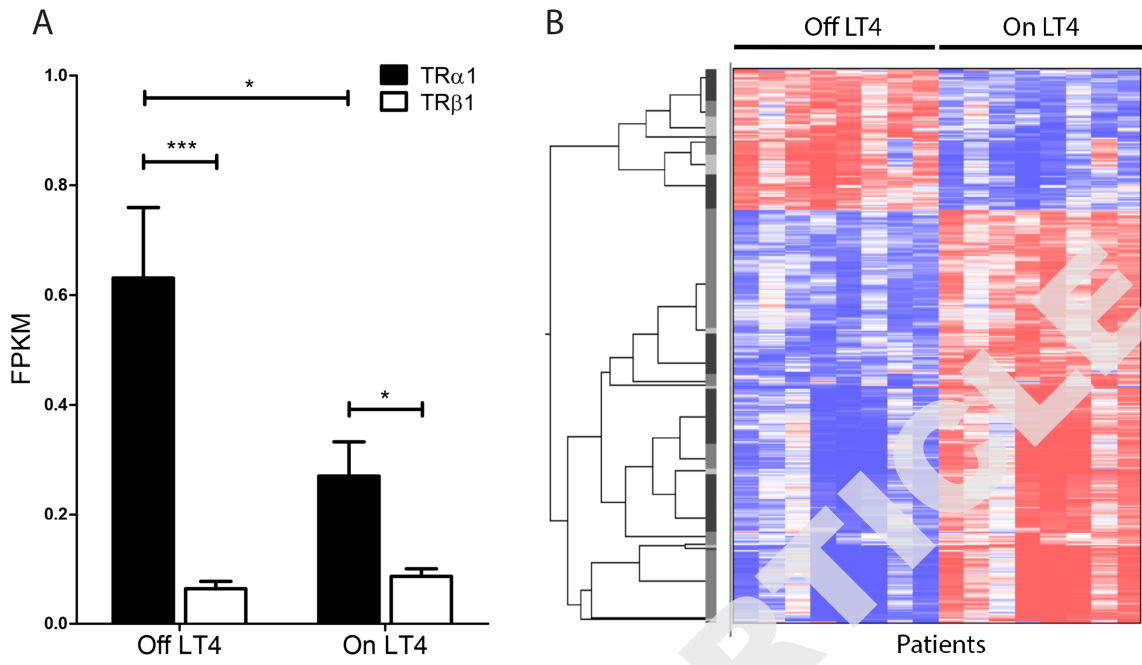 A
TRα1
TRβ1
*
***
*
1.0
0.8
0.6
0.4
0.2
0.0
FPKM
Off LT4
On LT4
B
Off LT4
On LT4
Patients
RTICLE